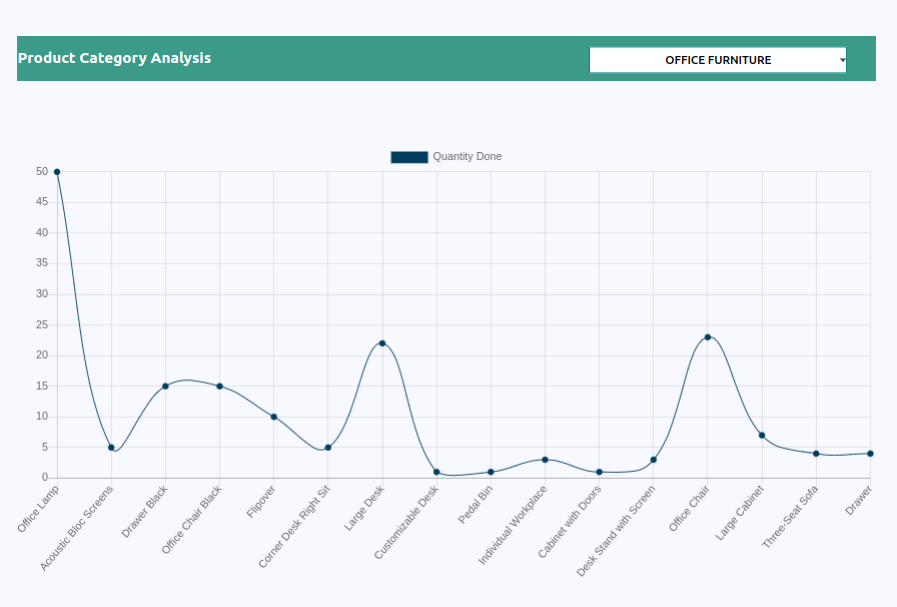 Product Category Analysis
OFFICE FURNITURE
Quantity Done
50
45
40
35
30
25
20
15
10
5
0
Office Lamp
Acoustic Bloc Screens
Drawer Black
Office Chair Black
Flipover
Corner Desk Right Sit
Large Desk
Customizable Desk
Pedal Bin
Individual Workplace
Cabinet with Doors
Desk Stand with Screen
Office Chair
Large Cabinet
Three-Seat Sofa
Drawer